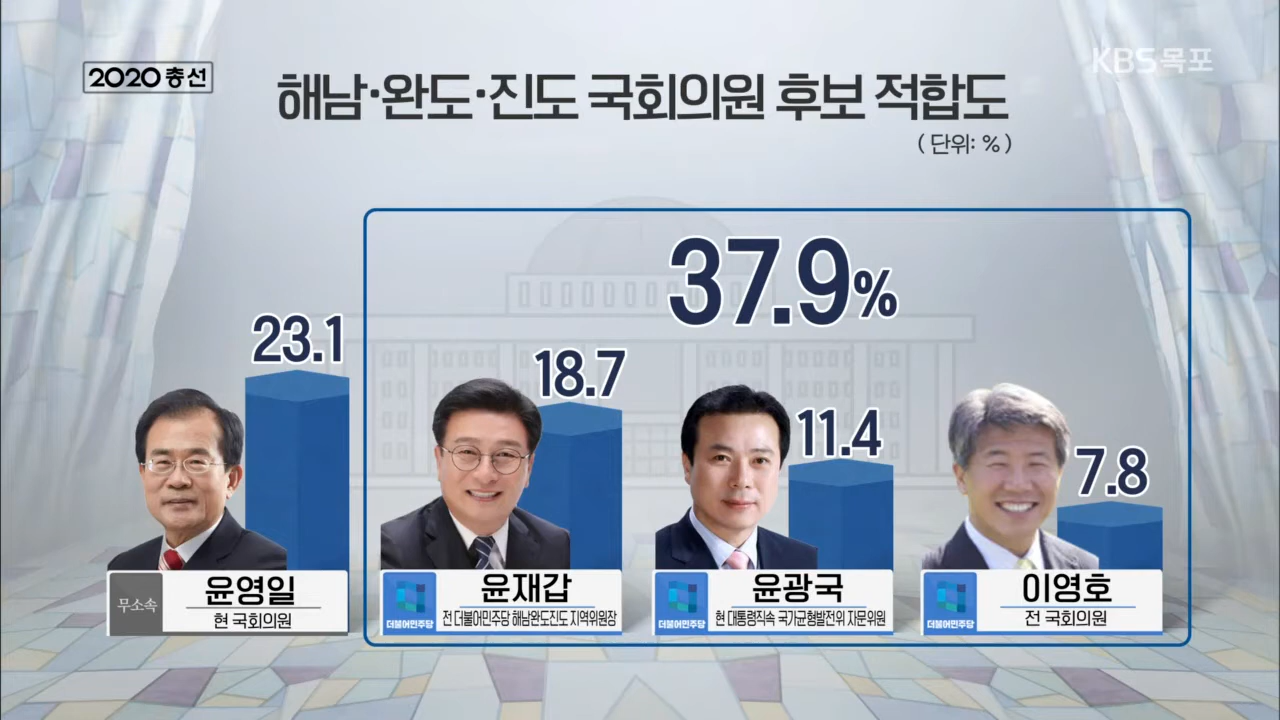 2020 총선
KBS목포
해남·완도·진도 국회의원 후보 적합도
( 단위: % )
37.9%
23.1
18.7
11.4
7.8
무소속
윤영일
현 국회의원
더불어민주당
윤재갑
전 더불어민주당 해남완도진도 지역위원장
더불어민주당
윤광국
현 대통령직속 국가균형발전위 자문위원
더불어민주당
이영호
전 국회의원